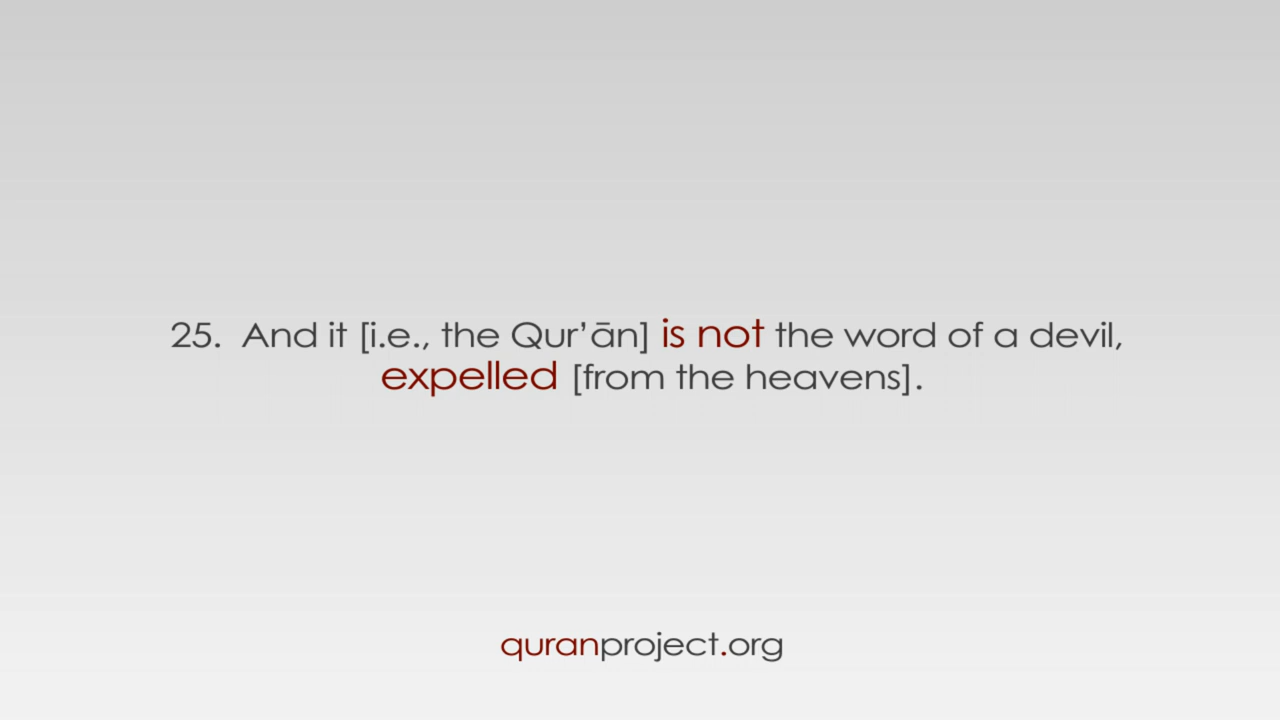 25. And it [i.e., the Qur’ān] is not the word of a devil,
expelled [from the heavens].
quranproject.org